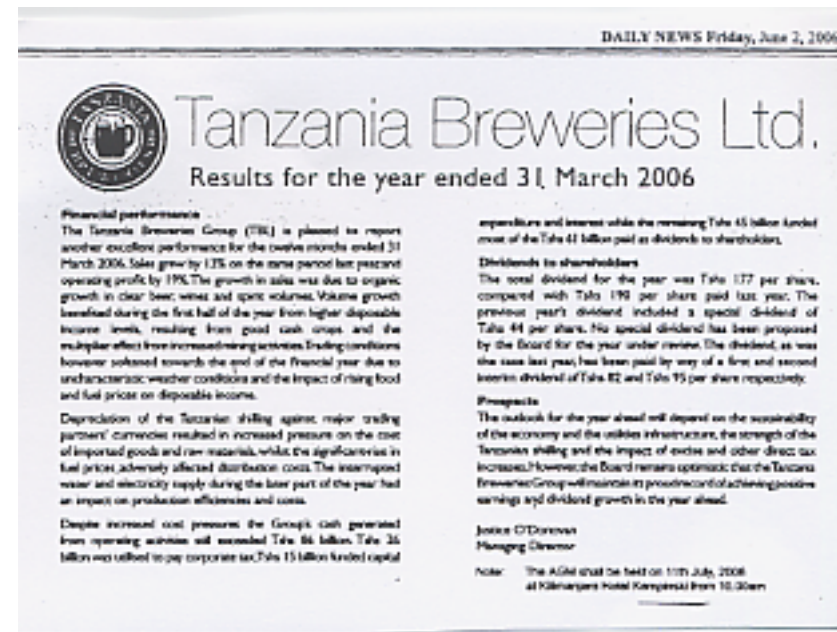 DAILY NEWS Friday, June 2, 2006
TANZANIA
BREWERIES
Tanzania Breweries Ltd.
Results for the year ended 31 March 2006
Financial performance
The Tanzania Breweries Group (TBL) is pleased to report
another excellent performance for the twelve months ended 31
March 2006. Sales grew by 13% on the same period last year and
operating profit by 19%. The growth in sales was due to organic
growth in clear beer, wines and spirit volumes. Volume growth
benefited during the first half of the year from higher disposable
income levels, resulting from good cash crops and the
multiplier effect from increased mining activities. Trading conditions
however softened towards the end of the financial year due to
uncharacteristic weather conditions and the impact of rising food
and fuel prices on disposable income.
Depreciation of the Tanzanian shilling against major trading
partners' currencies resulted in increased pressure on the cost
of imported goods and raw materials, whilst the significant rise in
fuel prices adversely affected distribution costs. The interrupted
water and electricity supply during the later part of the year had
an impact on production efficiencies and costs.
Despite increased cost pressures the Group's cash generated
from operating activities still exceeded Tshs 86 billion. Tshs 26
billion was utilised to pay corporate tax, Tshs 15 billion funded capital
expenditure and interest while the remaining Tshs 45 billion funded
most of the Tshs 61 billion paid as dividends to shareholders.
Dividends to shareholders
The total dividend for the year was Tshs 177 per share,
compared with Tshs 190 per share paid last year. The
previous year's dividend included a special dividend of
Tshs 44 per share. No special dividend has been proposed
by the Board for the year under review. The dividend, as was
the case last year, has been paid by way of a first and second
interim dividend of Tshs 82 and Tshs 95 per share respectively.
Prospects
The outlook for the year ahead will depend on the sustainability
of the economy and the utilities infrastructure, the strength of the
Tanzanian shilling and the impact of excise and other direct tax
increases. However, the Board remains optimistic that the Tanzania
Breweries Group will maintain its proud record of achieving positive
earnings and dividend growth in the year ahead.
Justice O'Donovan
Managing Director
Note: The AGM shall be held on 11th July, 2006
at Kilimanjaro Hotel Kempinski from 10.00am